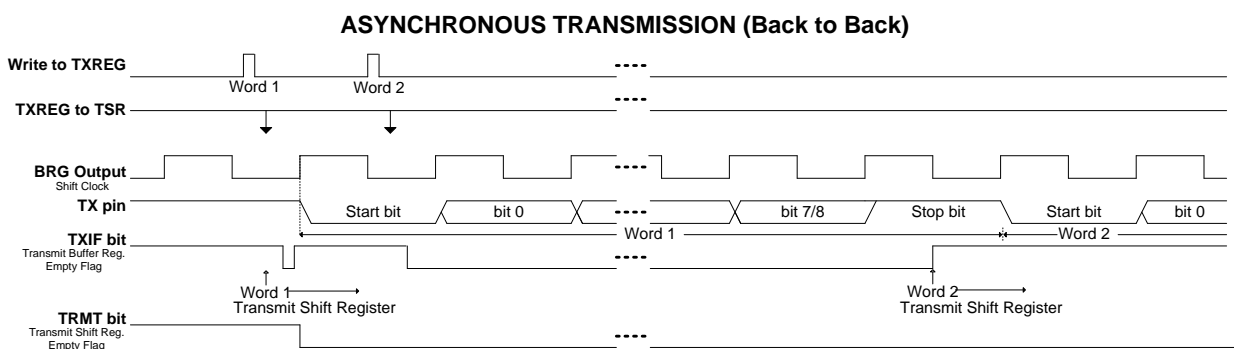 ASYNCHRONOUS TRANSMISSION (Back to Back)
Write to TXREG
Word 1
Word 2
TXREG to TSR
BRG Output
Shift Clock
TX pin
Start bit
bit 0
bit 7/8
Stop bit
Start bit
bit 0
Word 1
Word 2
TXIF bit
Transmit Buffer Reg.
Empty Flag
Word 1
Transmit Shift Register
Word 2
Transmit Shift Register
TRMT bit
Transmit Shift Reg.
Empty Flag